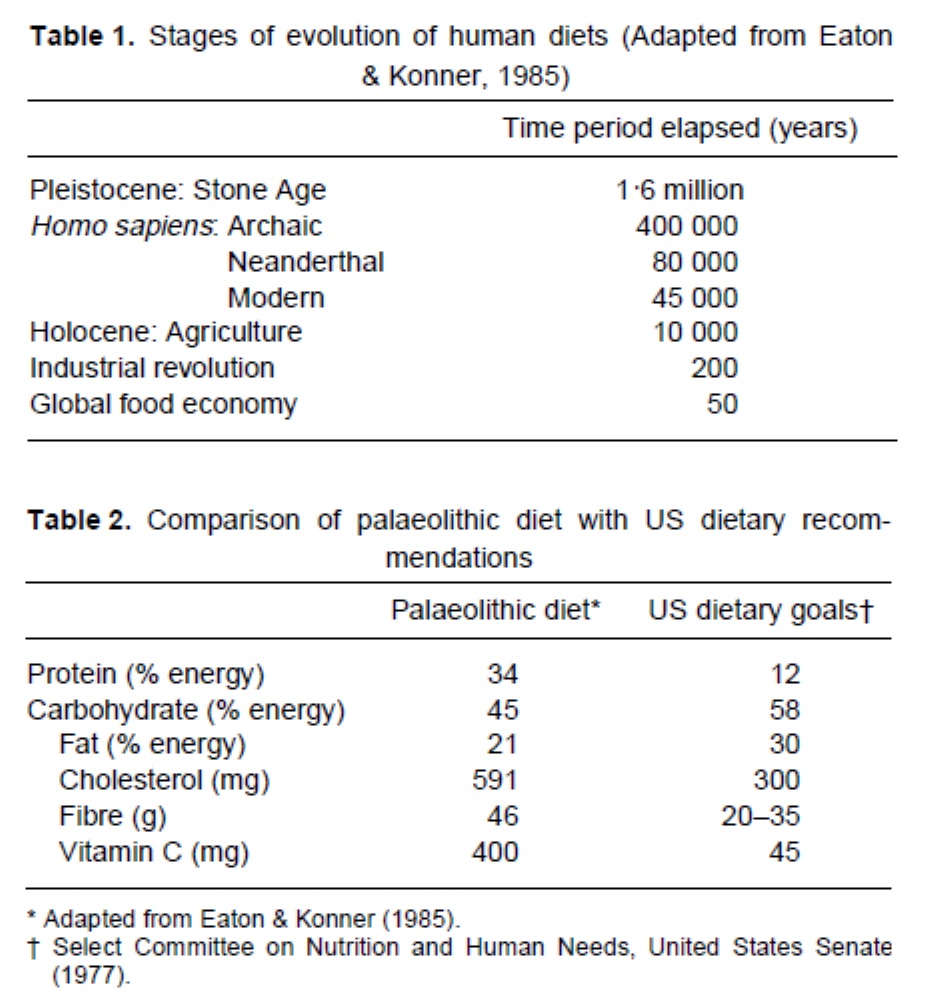 Table 1. Stages of evolution of human diets (Adapted from Eaton
& Konner, 1985)
Time period elapsed (years)
Pleistocene: Stone Age 1·6 million
Homo sapiens: Archaic 400 000
Neanderthal 80 000
Modern 45 000
Holocene: Agriculture 10 000
Industrial revolution 200
Global food economy 50
Table 2. Comparison of palaeolithic diet with US dietary recom-
mendations
Palaeolithic diet* US dietary goals†
Protein (% energy) 34 12
Carbohydrate (% energy) 45 58
Fat (% energy) 21 30
Cholesterol (mg) 591 300
Fibre (g) 46 20–35
Vitamin C (mg) 400 45
* Adapted from Eaton & Konner (1985).
† Select Committee on Nutrition and Human Needs, United States Senate
(1977).